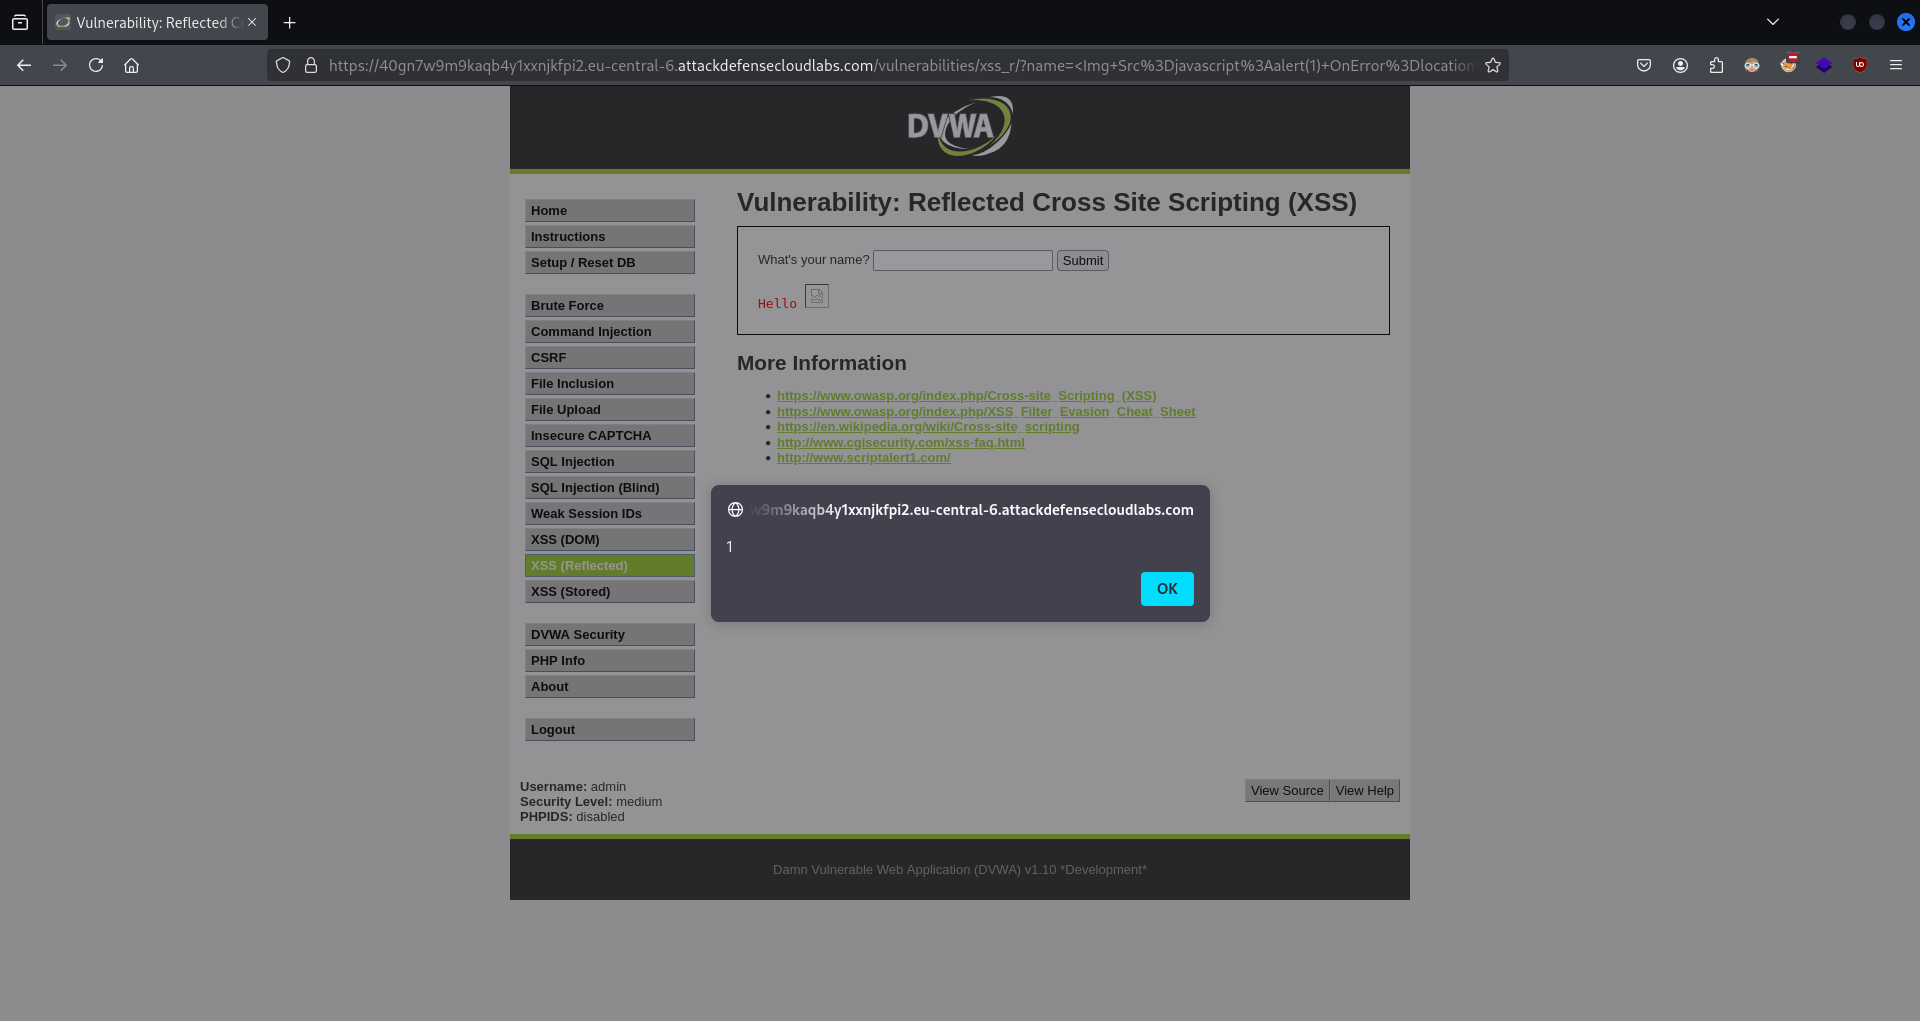 Vulnerability: Reflected C
https://40gn7w9m9kaqb4y1xxnjkfpi2.eu-central-6.attackdefensecloudlabs.com/vulnerabilities/xss_r/?name=<Img+Src%3Djavascript%3Aalert(1)+OnError%3Dlocation
DVWA
Home
Instructions
Setup / Reset DB
Brute Force
Command Injection
CSRF
File Inclusion
File Upload
Insecure CAPTCHA
SQL Injection
SQL Injection (Blind)
Weak Session IDs
XSS (DOM)
XSS (Reflected)
XSS (Stored)
DVWA Security
PHP Info
About
Logout
Vulnerability: Reflected Cross Site Scripting (XSS)
What's your name? Submit
Hello
More Information
https://www.owasp.org/index.php/Cross-site_Scripting_(XSS)
https://www.owasp.org/index.php/XSS_Filter_Evasion_Cheat_Sheet
https://en.wikipedia.org/wiki/Cross-site_scripting
http://www.cgisecurity.com/xss-faq.html
http://www.scriptalert1.com/
w9m9kaqb4y1xxnjkfpi2.eu-central-6.attackdefensecloudlabs.com
1
OK
Username: admin
Security Level: medium
PHPIDS: disabled
View Source View Help
Damn Vulnerable Web Application (DVWA) v1.10 *Development*